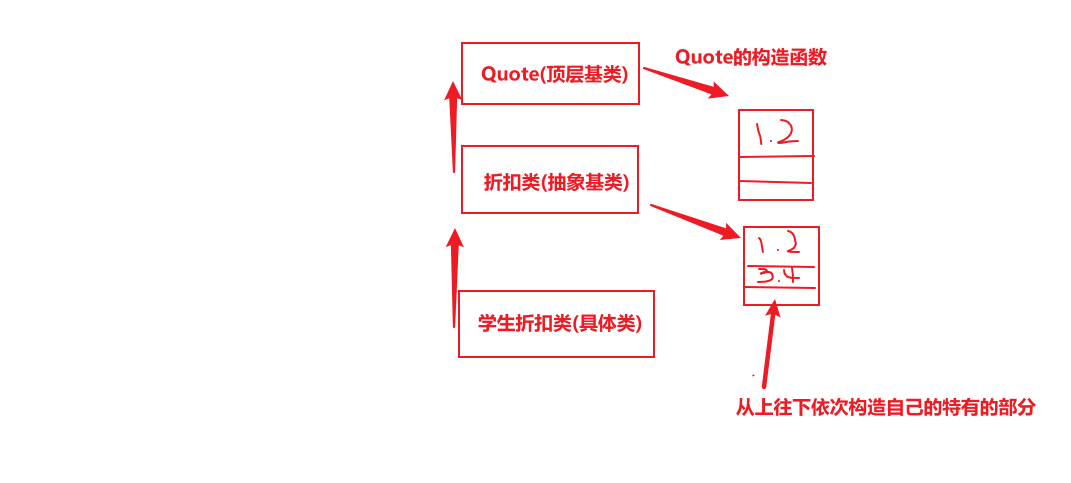 Quote的构造函数
Quote(顶层基类)
1.2
折扣类(抽象基类)
1.2
3.4
学生折扣类(具体类)
从上往下依次构造自己的特有的部分